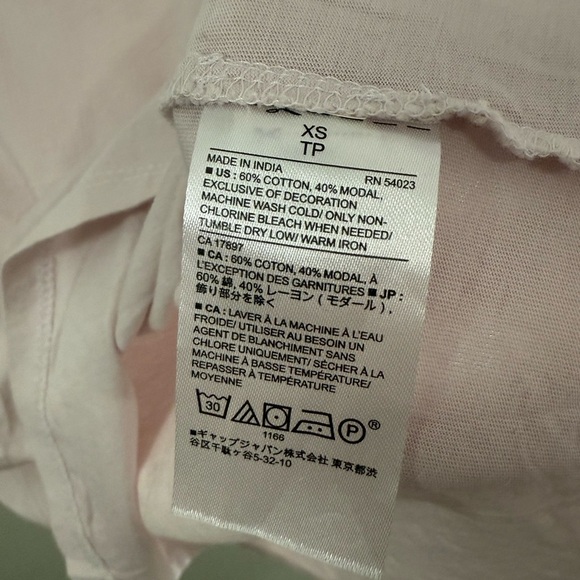 XS
TP
MADE IN INDIA RN 54023
■ US : 60% COTTON, 40% MODAL,
EXCLUSIVE OF DECORATION
MACHINE WASH COLD/ ONLY NON-
CHLORINE BLEACH WHEN NEEDED/
TUMBLE DRY LOW/ WARM IRON
CA 17897
■ CA : 60% COTTON, 40% MODAL, À
L'EXCEPTION DES GARNITURES ■ JP :
60% 綿, 40% レーヨン ( モダール ) ,
飾り部分を除く
■ CA : LAVER À LA MACHINE À L'EAU
FROIDE/ UTILISER AU BESOIN UN
AGENT DE BLANCHIMENT SANS
CHLORE UNIQUEMENT/ SÉCHER À LA
MACHINE À BASSE TEMPÉRATURE/
REPASSER À TEMPÉRATURE
MOYENNE
30 P ®
1166
■ギャップジャパン株式会社 東京都渋
谷区千駄ヶ谷5-32-10